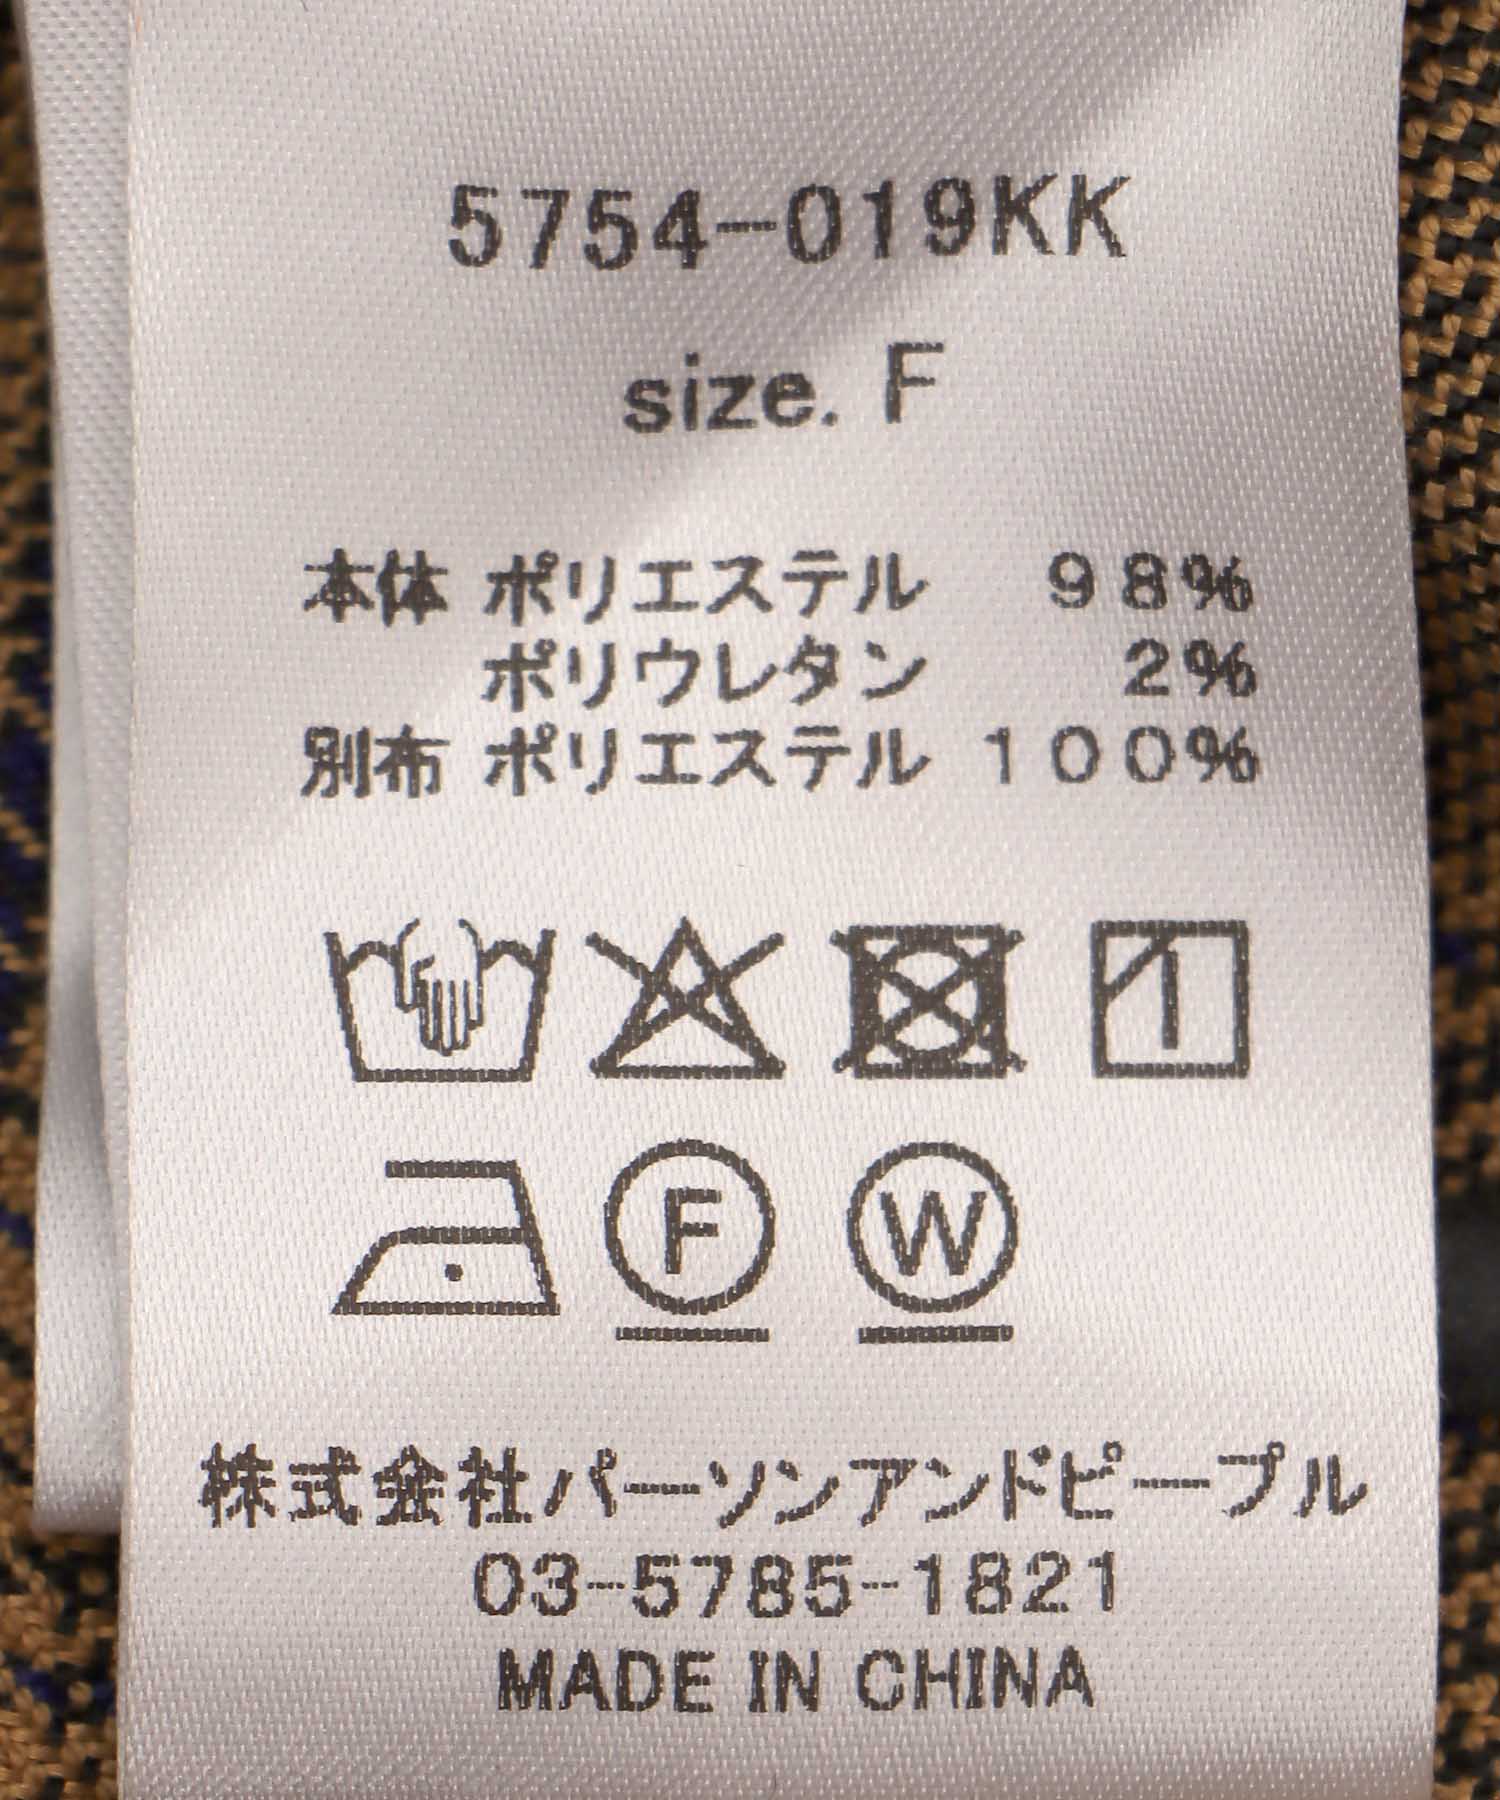 5754-019KK
size. F
本体 ポリエステル 98%
ポリウレタン 2%
別布 ポリエステル 100%
F W
株式会社パーソンアンドピープル
03-5785-1821
MADE IN CHINA